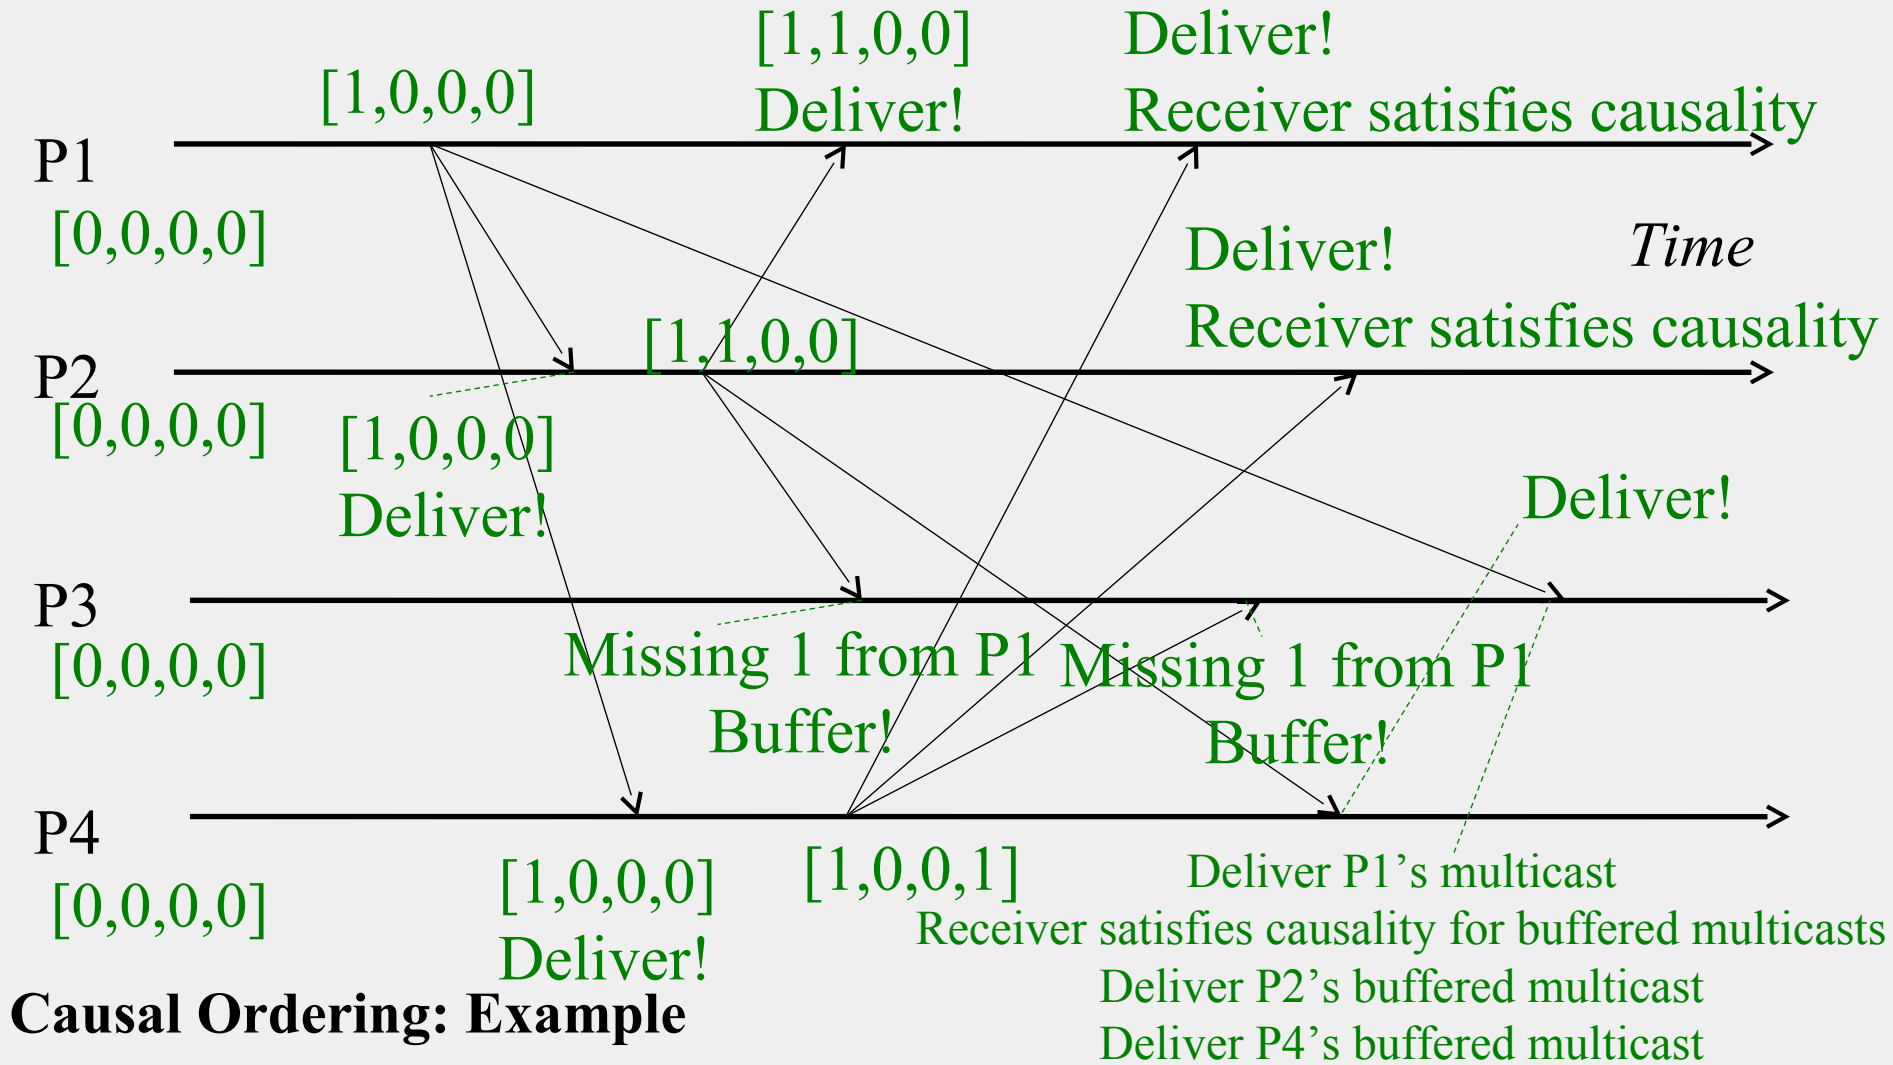 [1,1,0,0]
Deliver!
Deliver!
Receiver satisfies causality
[1,0,0,0]
P1
[0,0,0,0]
Deliver!
Receiver satisfies causality
Time
[1,1,0,0]
P2
[0,0,0,0]
[1,0,0,0]
Deliver!
Deliver!
P3
[0,0,0,0]
Missing 1 from P1
Buffer!
Missing 1 from P1
Buffer!
P4
[0,0,0,0]
[1,0,0,0]
Deliver!
[1,0,0,1]
Deliver P1’s multicast
Receiver satisfies causality for buffered multicasts
Deliver P2’s buffered multicast
Deliver P4’s buffered multicast
Causal Ordering: Example